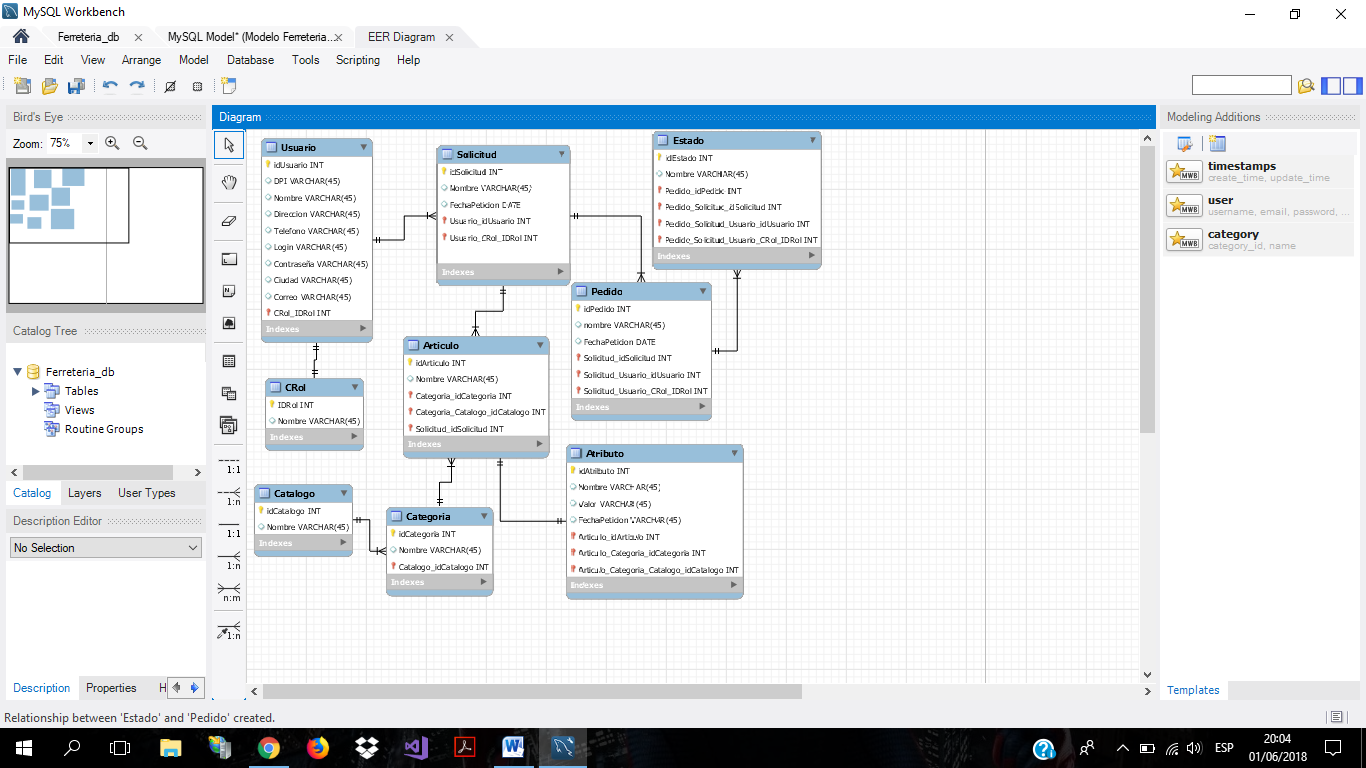 MySQL Workbench
Ferreteria_db
MySQL Model* (Modelo Ferreteria...
EER Diagram
File Edit View Arrange Model Database Tools Scripting Help
Bird's Eye
Zoom: 75%
Catalog Tree
Ferreteria_db
Tables
Views
Routine Groups
Catalog Layers User Types
Description Editor
No Selection
Description Properties H
Diagram
1:1
1:n
1:1
1:n
n:m
1:n
Usuario
idUsuario INT
DPI VARCHAR(45)
Nombre VARCHAR(45)
Direccion VARCHAR(45)
Telefono VARCHAR(45)
Login VARCHAR(45)
Contraseña VARCHAR(45)
Ciudad VARCHAR(45)
Correo VARCHAR(45)
CRol_IDRol INT
Indexes
Solicitud
idSolicitud INT
Nombre VARCHAR(45)
FechaPeticion DATE
Usuario_idUsuario INT
Usuario_CRol_IDRol INT
Indexes
Estado
idEstado INT
Nombre VARCHAR(45)
Pedido_idPedido INT
Pedido_Solicitud_idSolicitud INT
Pedido_Solicitud_Usuario_idUsuario INT
Pedido_Solicitud_Usuario_CRol_IDRol INT
Indexes
Pedido
idPedido INT
nombre VARCHAR(45)
FechaPeticion DATE
Solicitud_idSolicitud INT
Solicitud_Usuario_idUsuario INT
Solicitud_Usuario_CRol_IDRol INT
Indexes
Articulo
idArticulo INT
Nombre VARCHAR(45)
Categoria_idCategoria INT
Categoria_Catalogo_idCatalogo INT
Solicitud_idSolicitud INT
Indexes
CRol
IDRol INT
Nombre VARCHAR(45)
Indexes
Atributo
idAtributo INT
Nombre VARCHAR(45)
Valor VARCHAR(45)
FechaPeticion VARCHAR(45)
Articulo_idArticulo INT
Articulo_Categoria_idCategoria INT
Articulo_Categoria_Catalogo_idCatalogo INT
Indexes
Catalogo
idCatalogo INT
Nombre VARCHAR(45)
Indexes
Categoria
idCategoria INT
Nombre VARCHAR(45)
Catalogo_idCatalogo INT
Indexes
Modeling Additions
timestamps
create_time, update_time
user
username, email, password, ...
category
category_id, name
MWB
MWB
MWB
Templates
Relationship between 'Estado' and 'Pedido' created.
ESP
20:04
01/06/2018